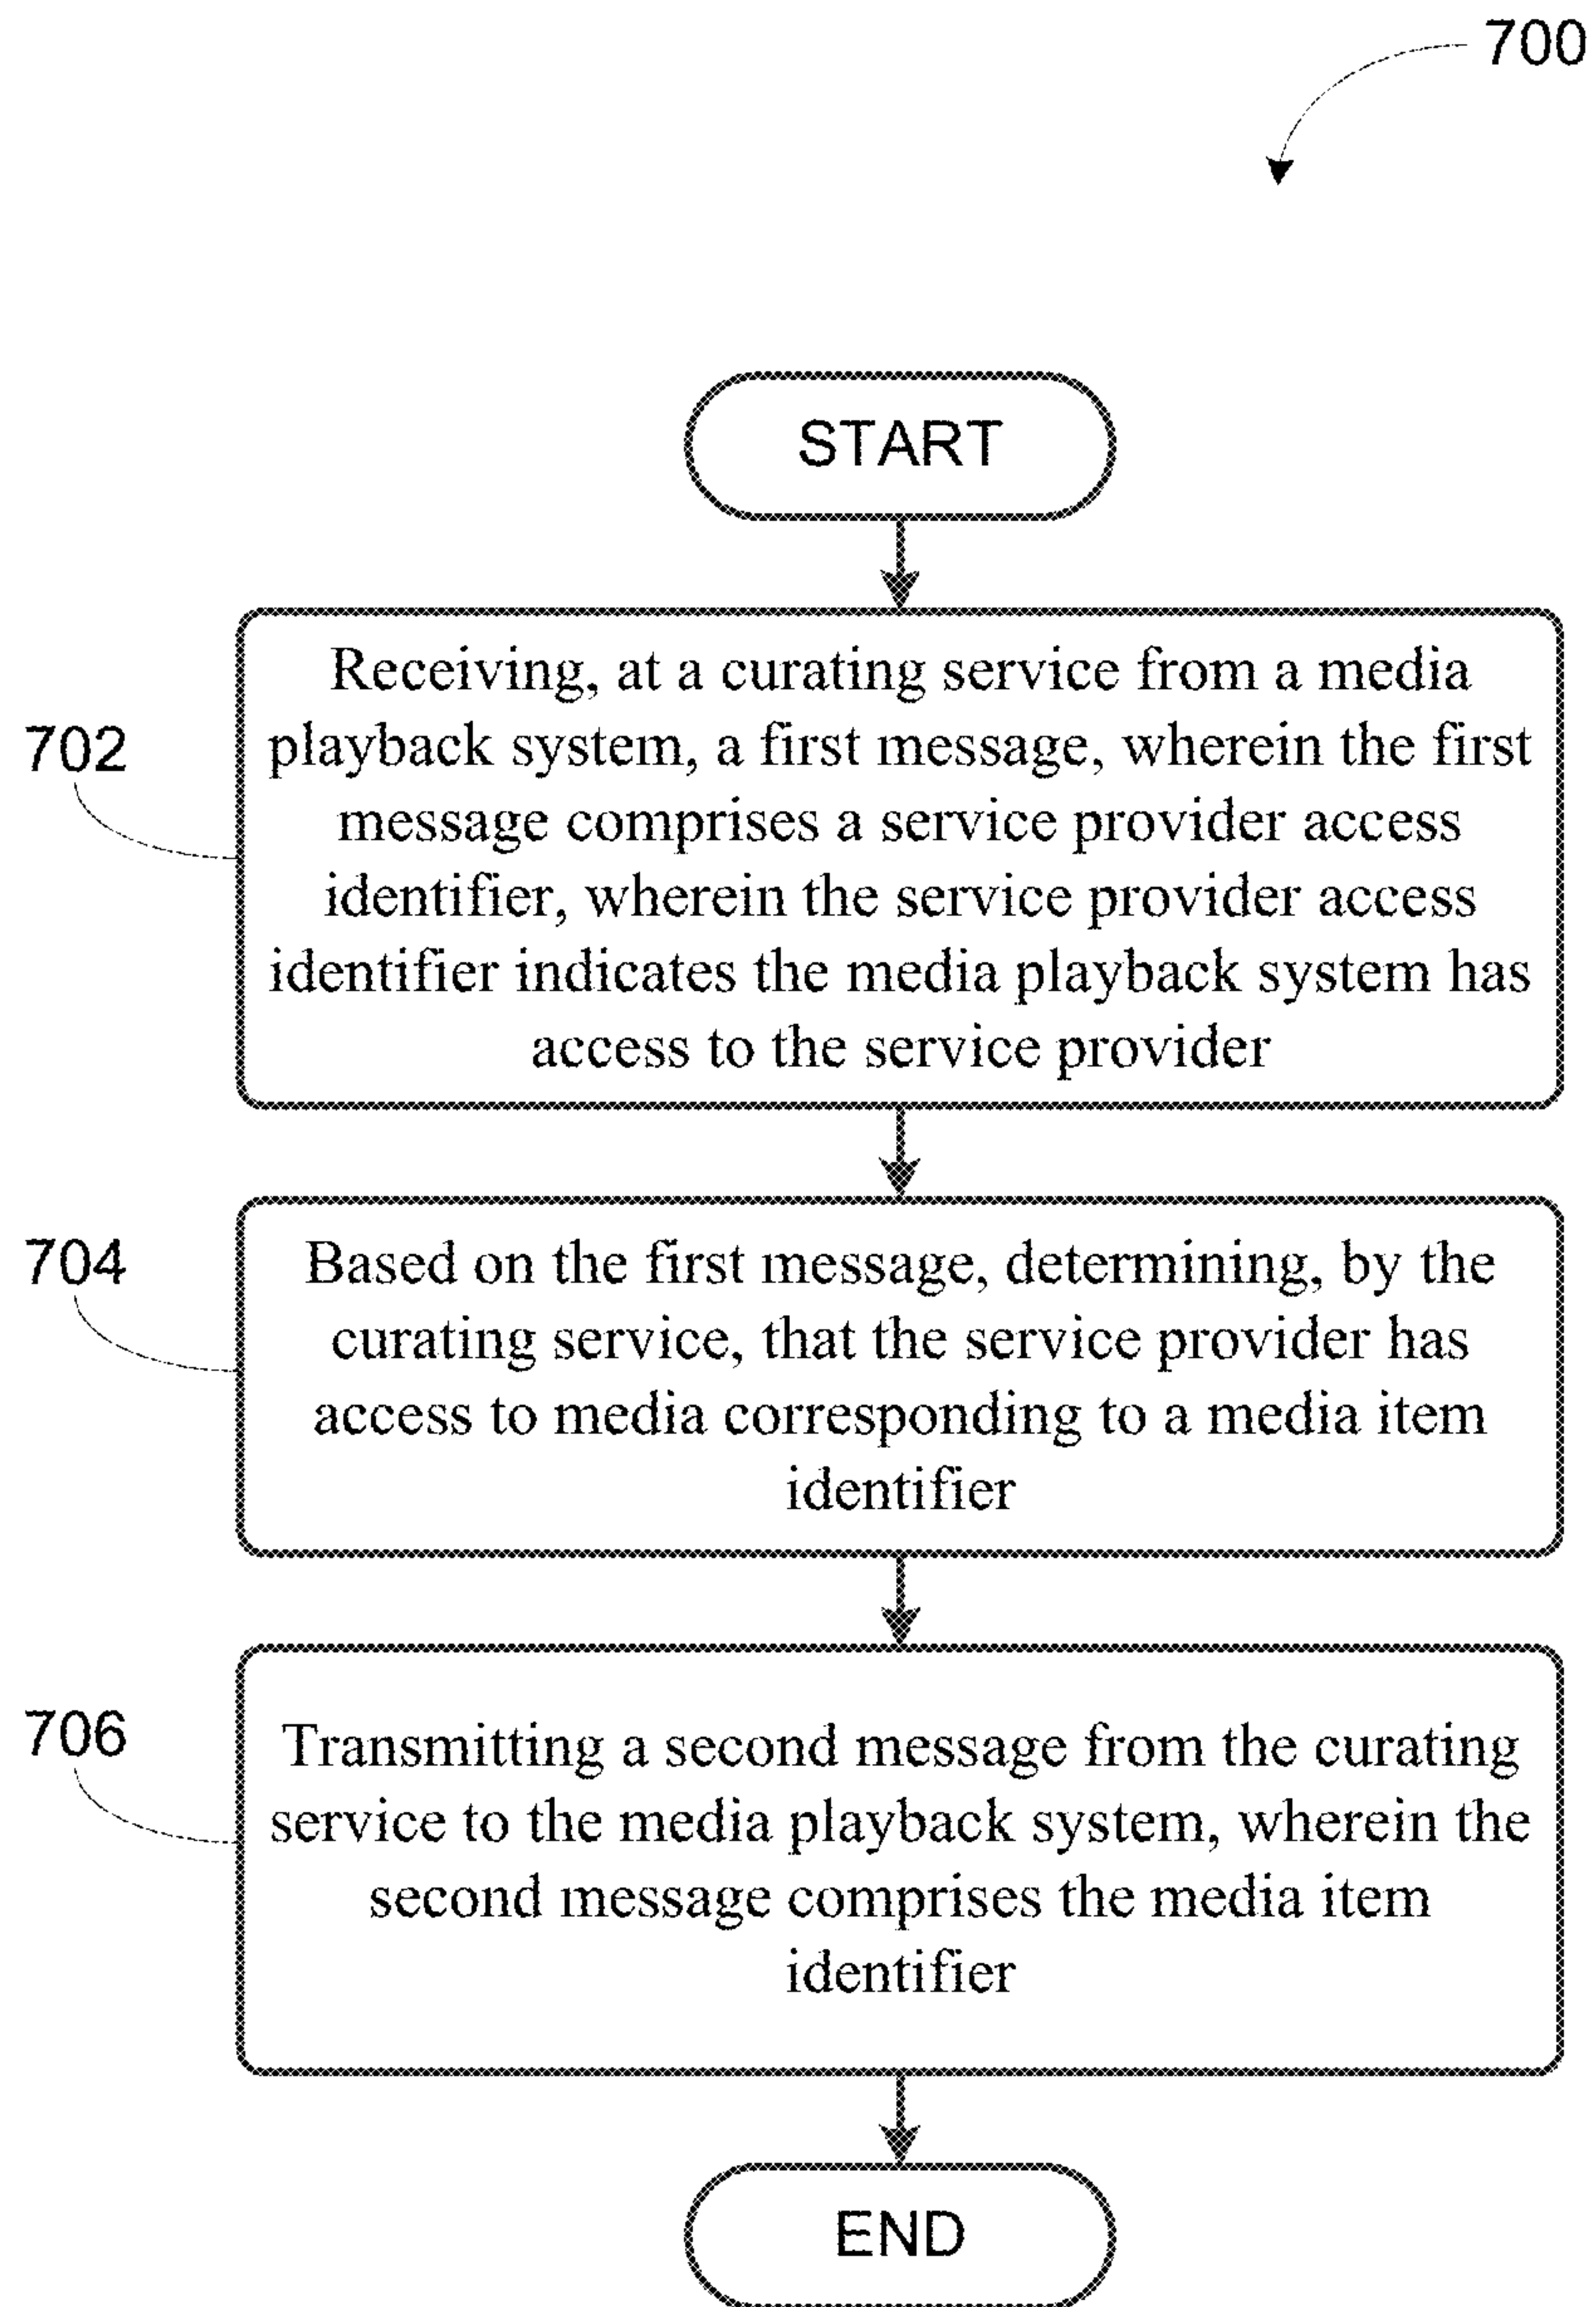 700
START
702
Receiving, at a curating service from a media
playback system, a first message, wherein the first
message comprises a service provider access
identifier, wherein the service provider access
identifier indicates the media playback system has
access to the service provider
704
Based on the first message, determining, by the
curating service, that the service provider has
access to media corresponding to a media item
identifier
706
Transmitting a second message from the curating
service to the media playback system, wherein the
second message comprises the media item
identifier
END